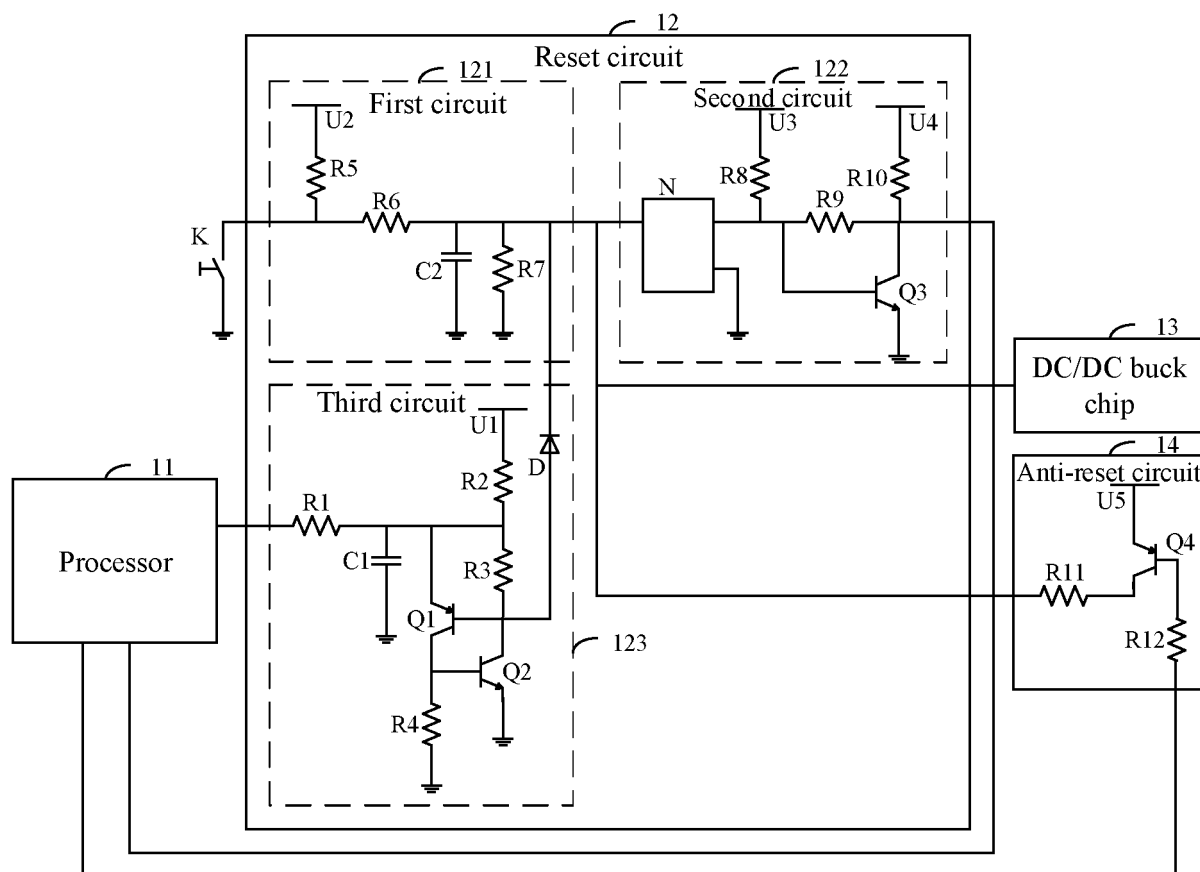 12
Reset circuit
121
First circuit
U2
R5
R6
K
C2
R7
122
Second circuit
U3
U4
R8
N
R9
R10
Q3
13
DC/DC buck
chip
Third circuit
U1
R2
D
11
Processor
R1
C1
R3
Q1
Q2
R4
123
14
Anti-reset circuit
U5
Q4
R11
R12